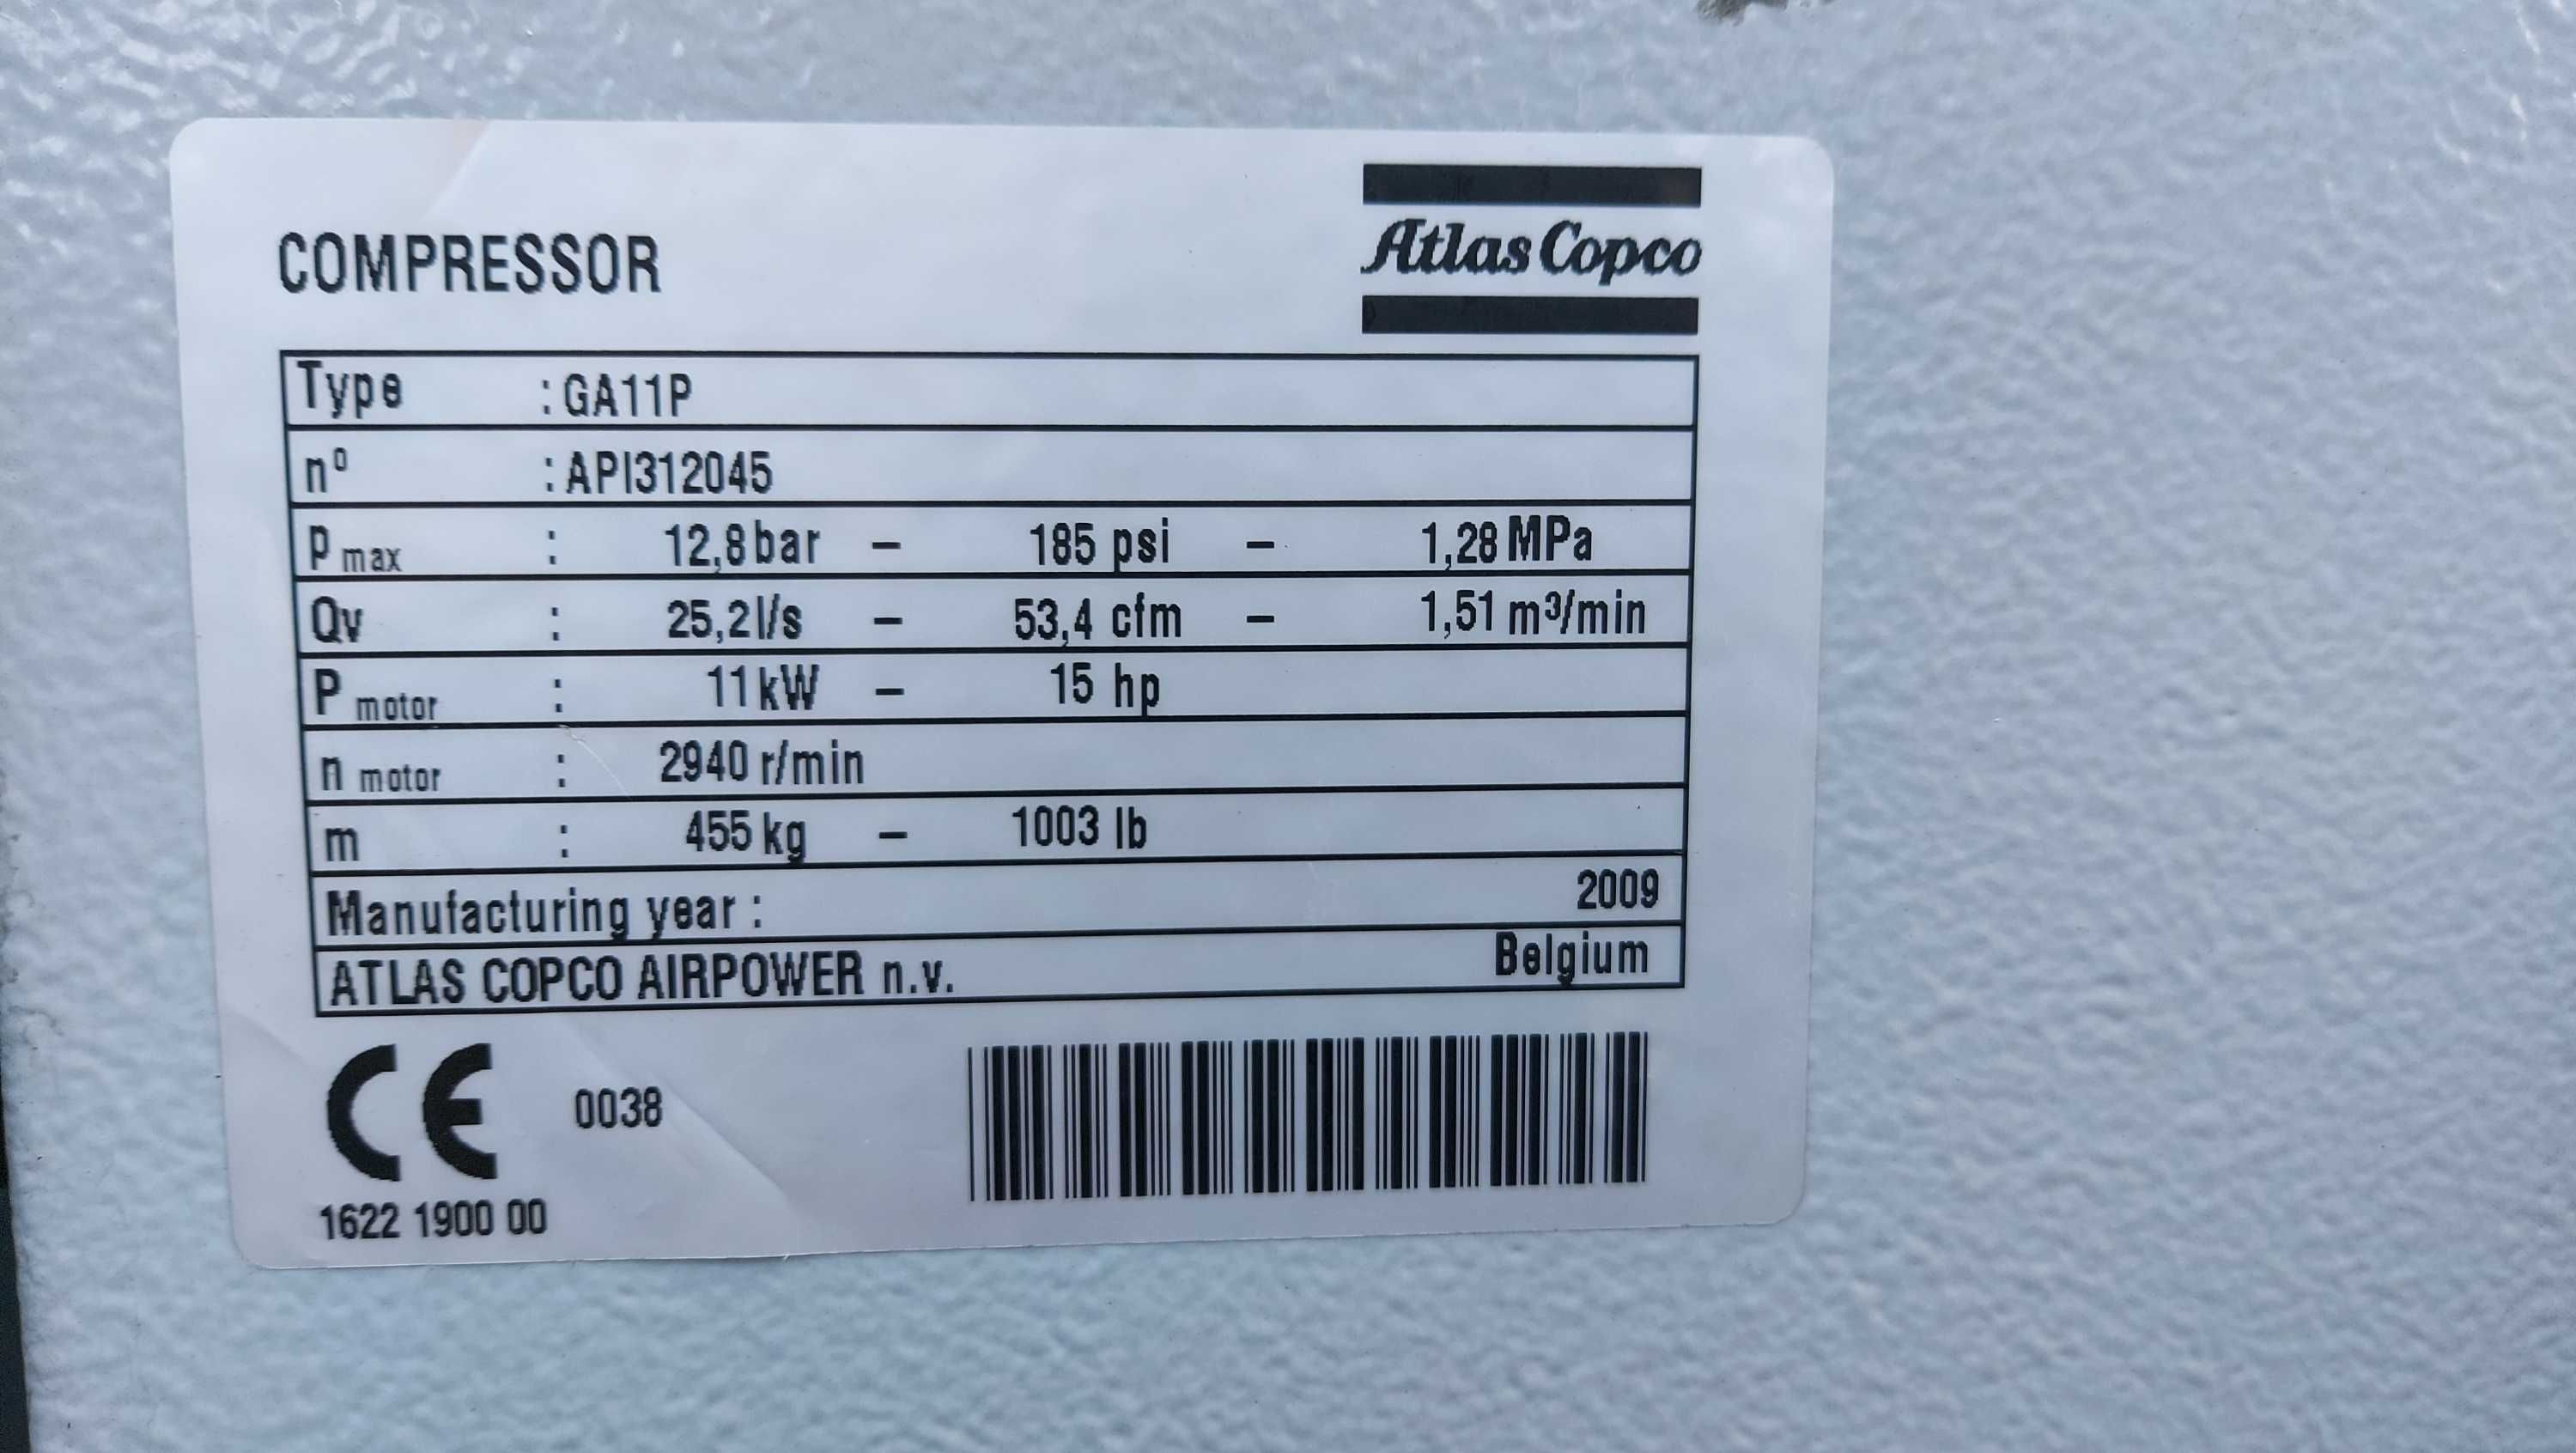 Atlas Copco
COMPRESSOR
Type : GA11P
nº : API312045
P max : 12,8 bar – 185 psi – 1,28 MPa
Qv : 25,2 l/s – 53,4 cfm – 1,51 m³/min
P motor : 11 kW – 15 hp
n motor : 2940 r/min
m : 455 kg – 1003 lb
Manufacturing year : 2009
ATLAS COPCO AIRPOWER n.v. Belgium
CE 0038
1622 1900 00